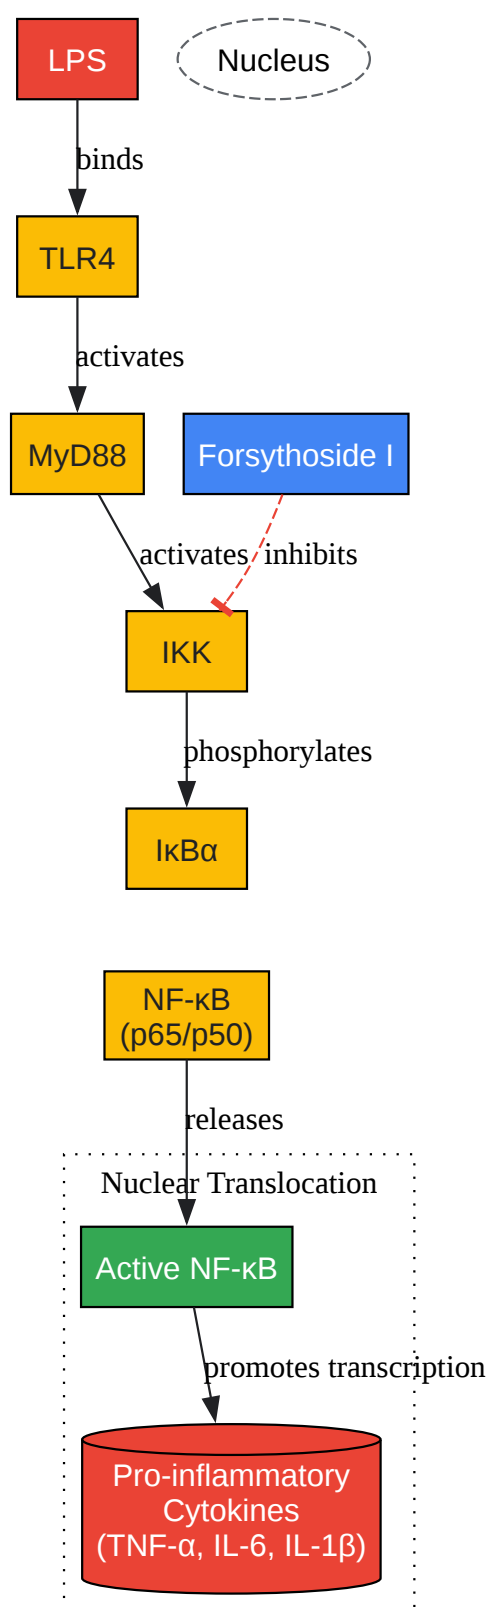 LPS
Nucleus
binds
TLR4
activates
MyD88
Forsythoside I
activates
inhibits
IKK
phosphorylates
IκBα
NF-κB
(p65/p50)
releases
Nuclear Translocation
Active NF-κB
promotes transcription
Pro-inflammatory
Cytokines
(TNF-α, IL-6, IL-1β)